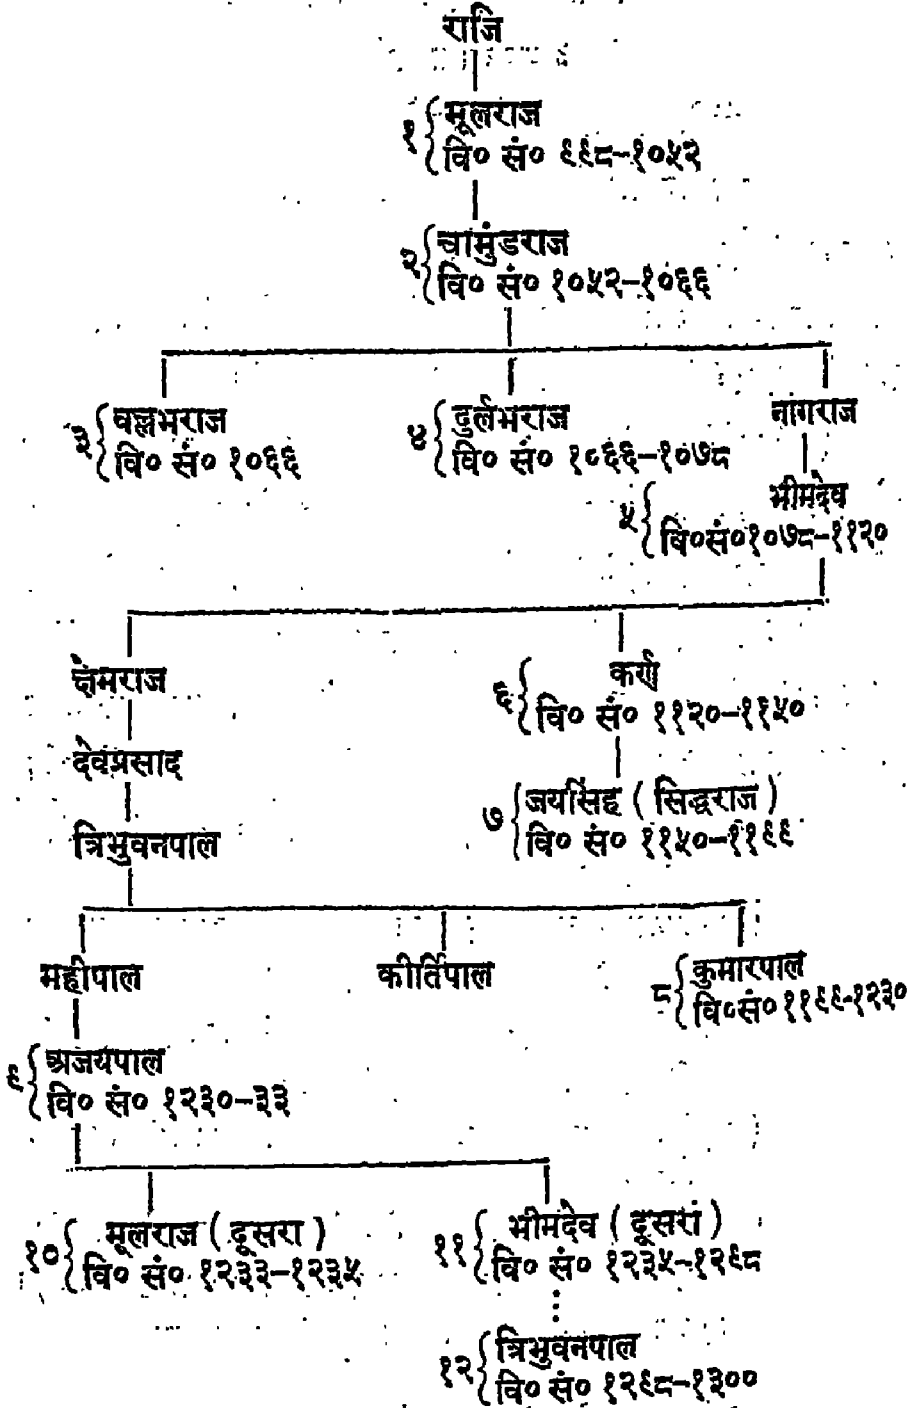 राजि
१ { मूलराज
वि० सं० ९९८-१०५२
२ { चामुंडराज
वि० सं० १०५२-१०६६
३ { वल्लभराज
वि० सं० १०६६
४ { दुर्लभराज
वि० सं० १०६६-१०७८
नागराज
५ { भीमदेव
वि०सं०१०७८-११२०
क्षेमराज
६ { कर्ण
वि० सं० ११२०-११५०
देवप्रसाद
७ { जयसिंह ( सिद्धराज )
वि० सं० ११५०-११९९
त्रिभुवनपाल
महीपाल
कीर्तिपाल
८ { कुमारपाल
वि०सं० ११९९-१२३०
९ { अजयपाल
वि० सं० १२३०-३३
१० { मूलराज ( दूसरा )
वि० सं० १२३३-१२३५
११ { भीमदेव ( दूसरा )
वि० सं० १२३५-१२९८
१२ { त्रिभुवनपाल
वि० सं० १२९८-१३००